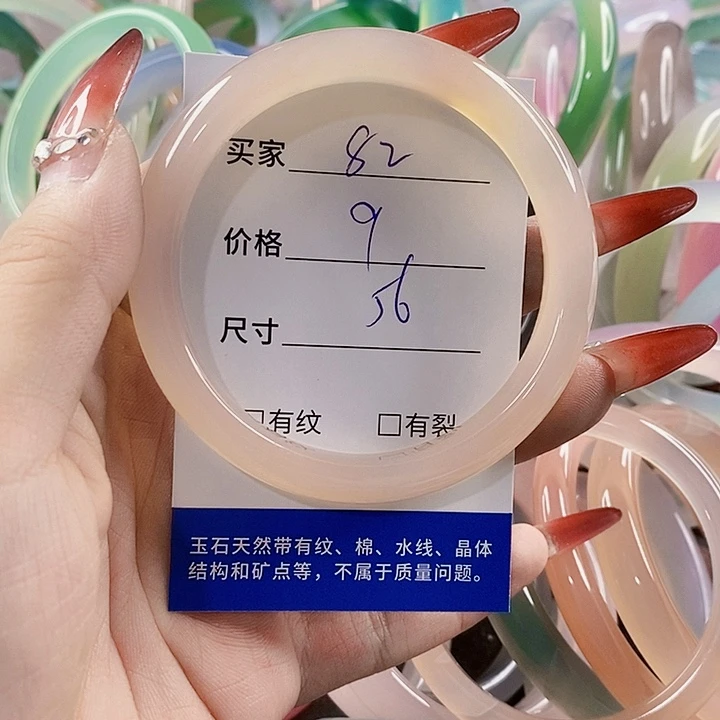 买家 82
价格 9
尺寸 56
□有纹 □有裂
玉石天然带有纹、棉、水线、晶体
结构和矿点等，不属于质量问题。